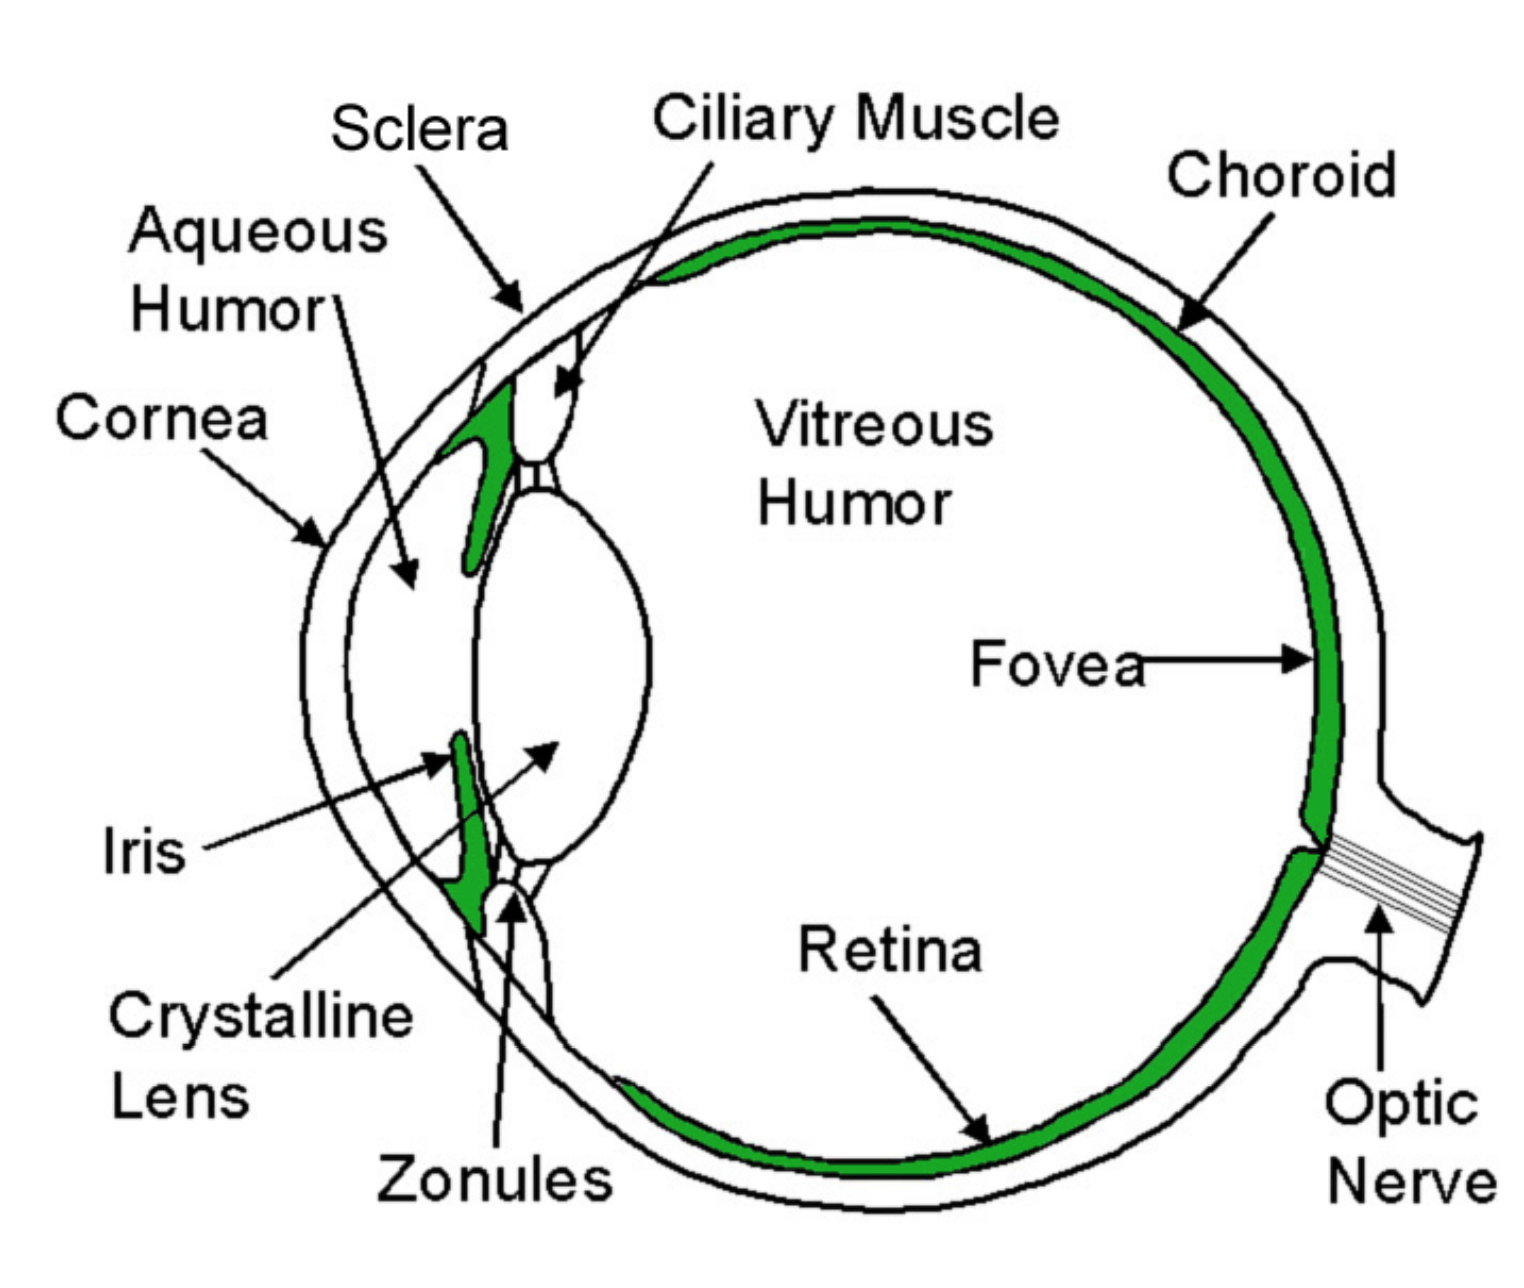 Sclera
Ciliary Muscle
Choroid
Aqueous
Humor
Cornea
Vitreous
Humor
Fovea
Iris
Retina
Crystalline
Lens
Zonules
Optic
Nerve